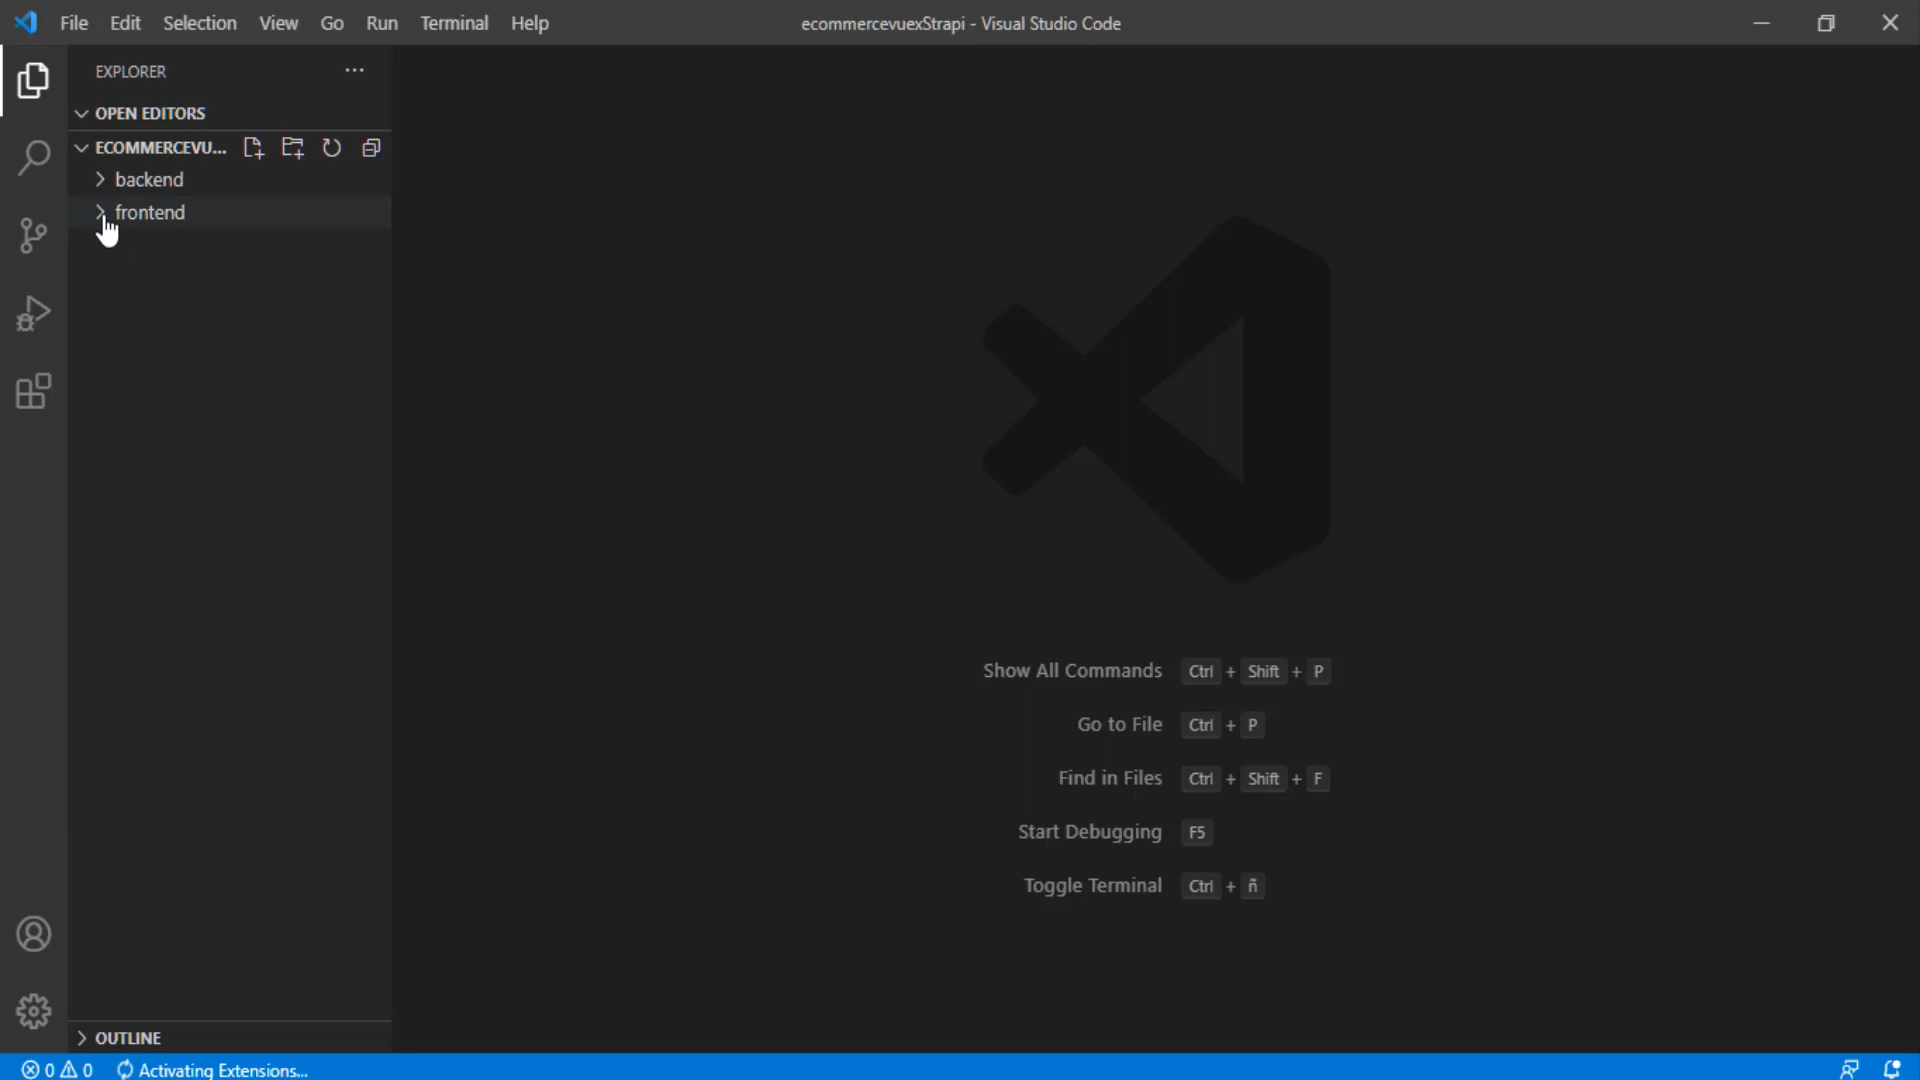 File Edit Selection View Go Run Terminal Help
ecommercevuexStrapi - Visual Studio Code
EXPLORER
OPEN EDITORS
ECOMMERCEVU...
backend
frontend
Show All Commands Ctrl + Shift + P
Go to File Ctrl + P
Find in Files Ctrl + Shift + F
Start Debugging F5
Toggle Terminal Ctrl + ñ
OUTLINE
0 0 Activating Extensions...